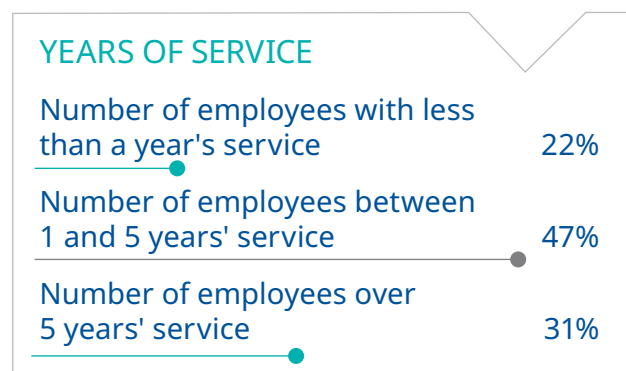 YEARS OF SERVICE
Number of employees with less
than a year's service 22%
Number of employees between
1 and 5 years' service 47%
Number of employees over
5 years' service 31%